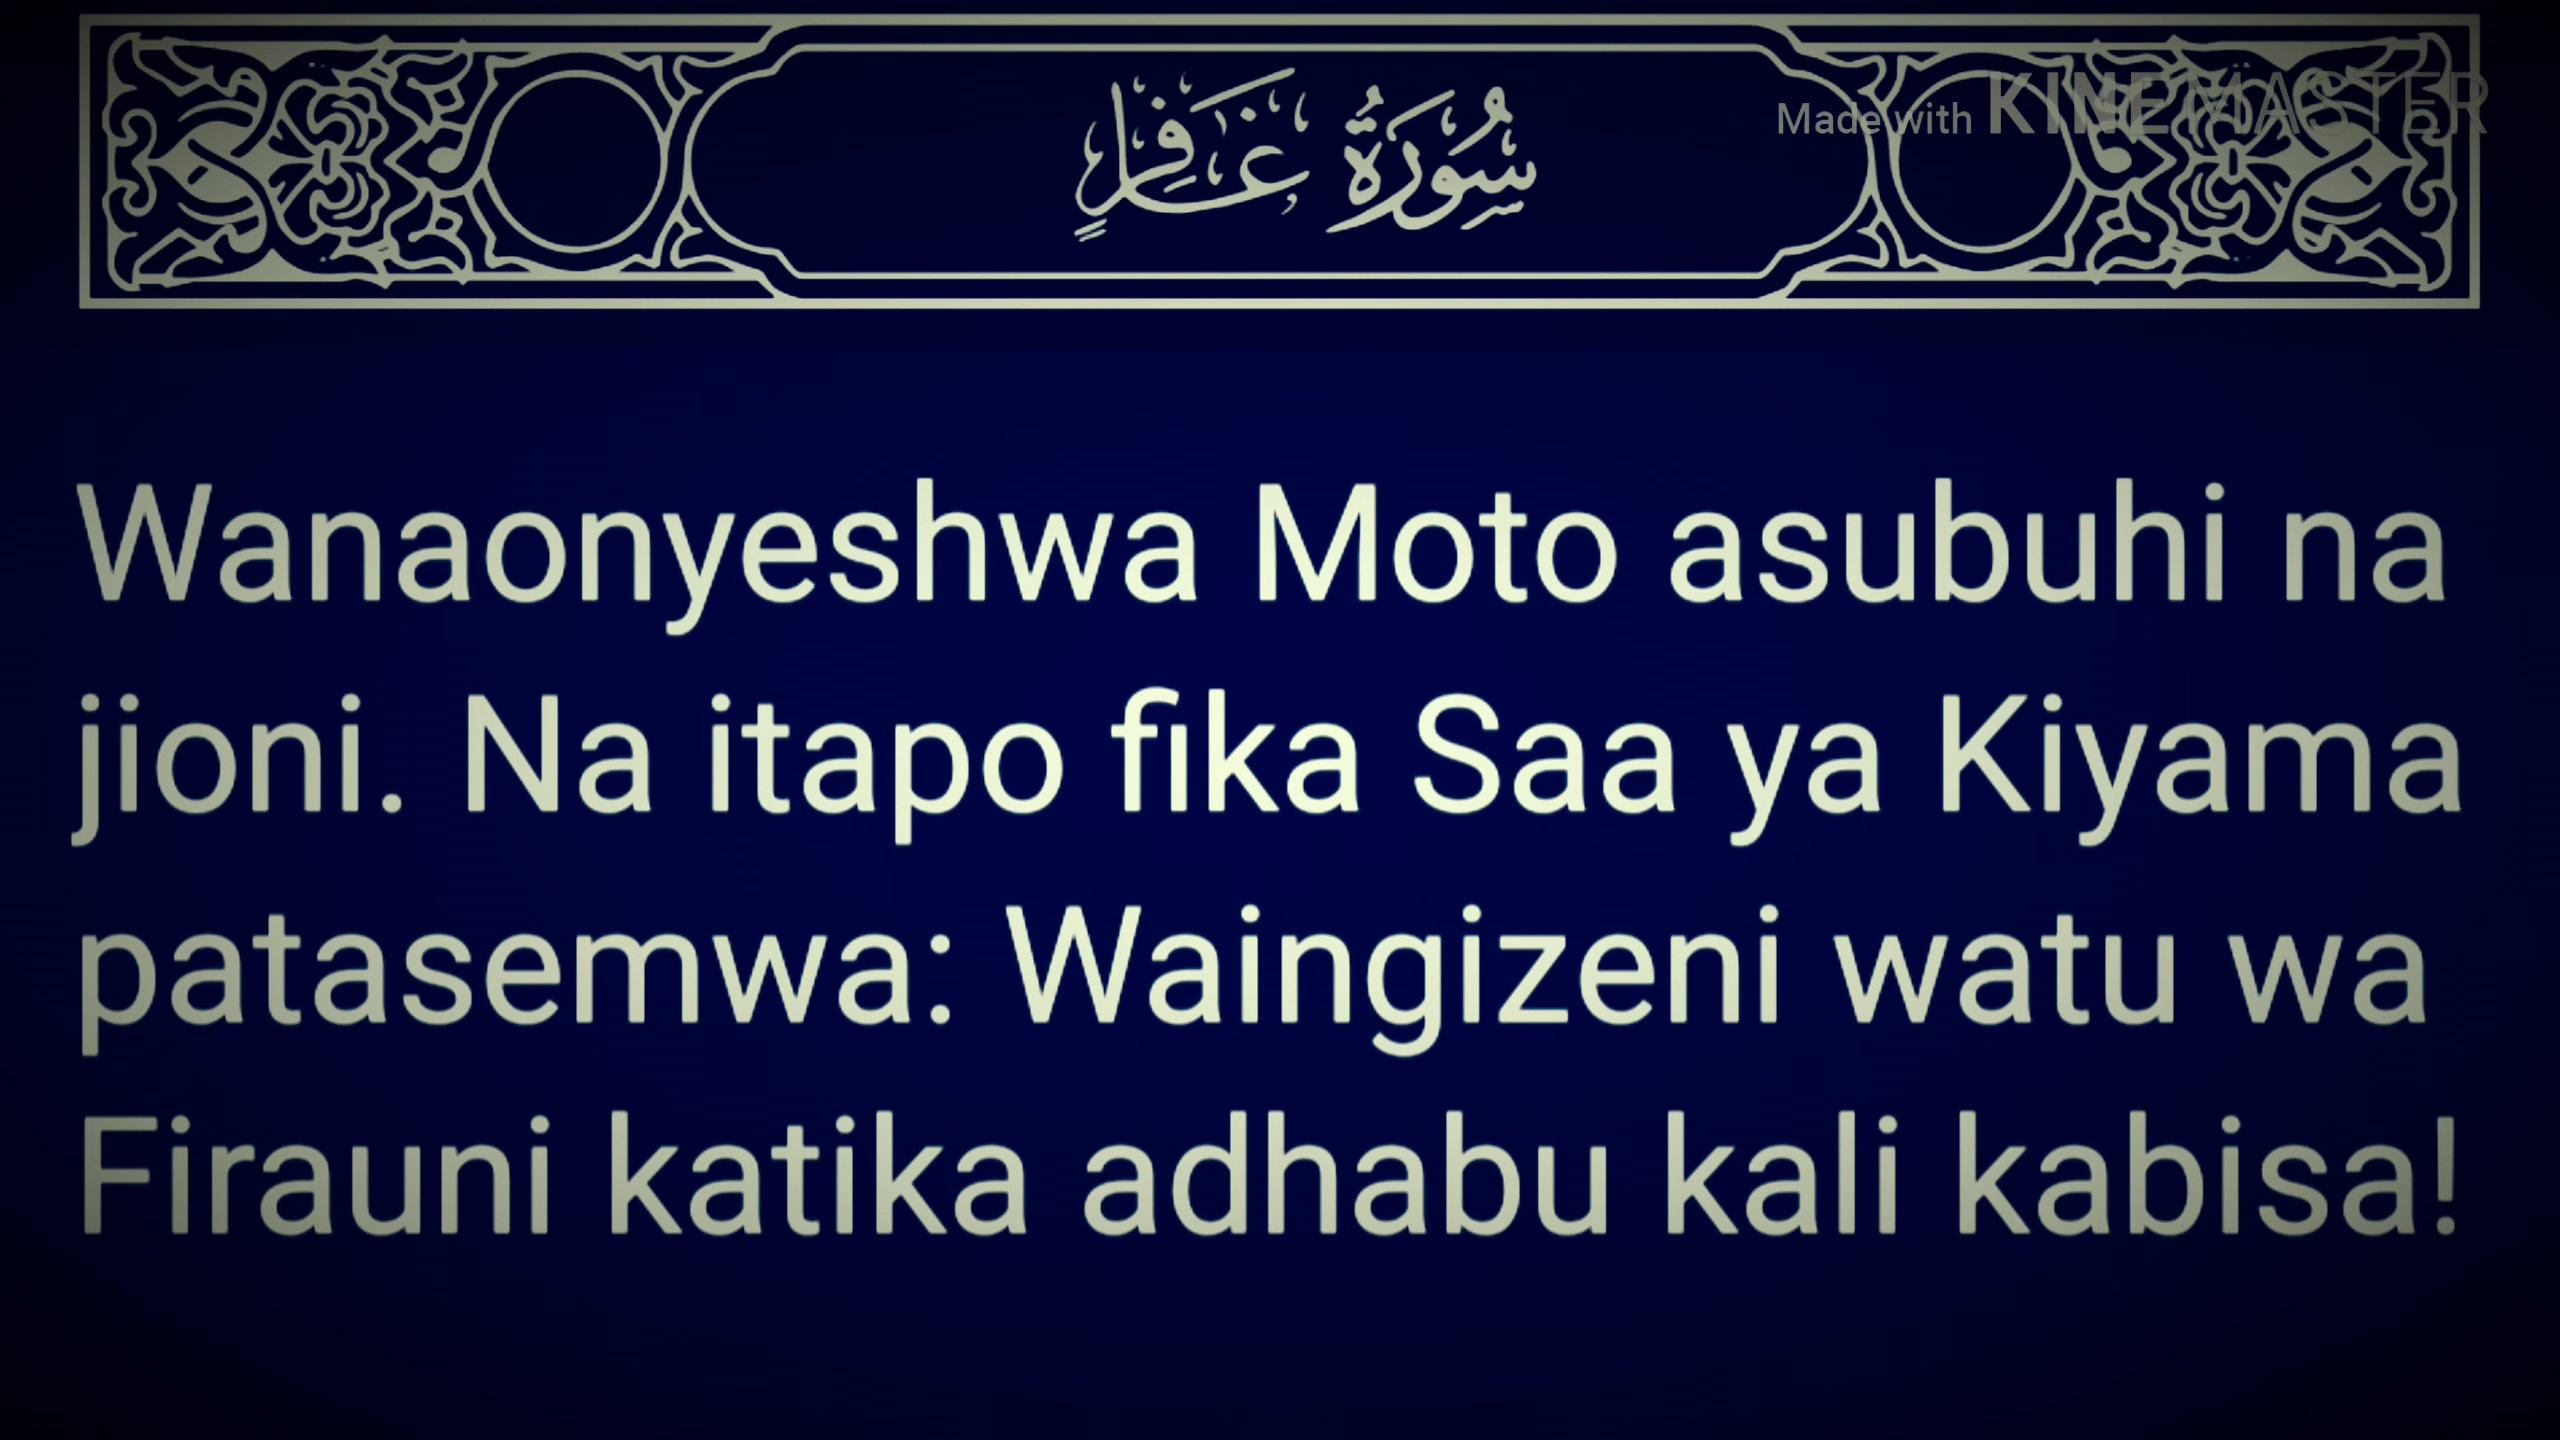 سُورَةُ غَافِرٍ
Made with KINEMASTER
Wanaonyeshwa Moto asubuhi na
jioni. Na itapo fika Saa ya Kiyama
patasemwa: Waingizeni watu wa
Firauni katika adhabu kali kabisa!